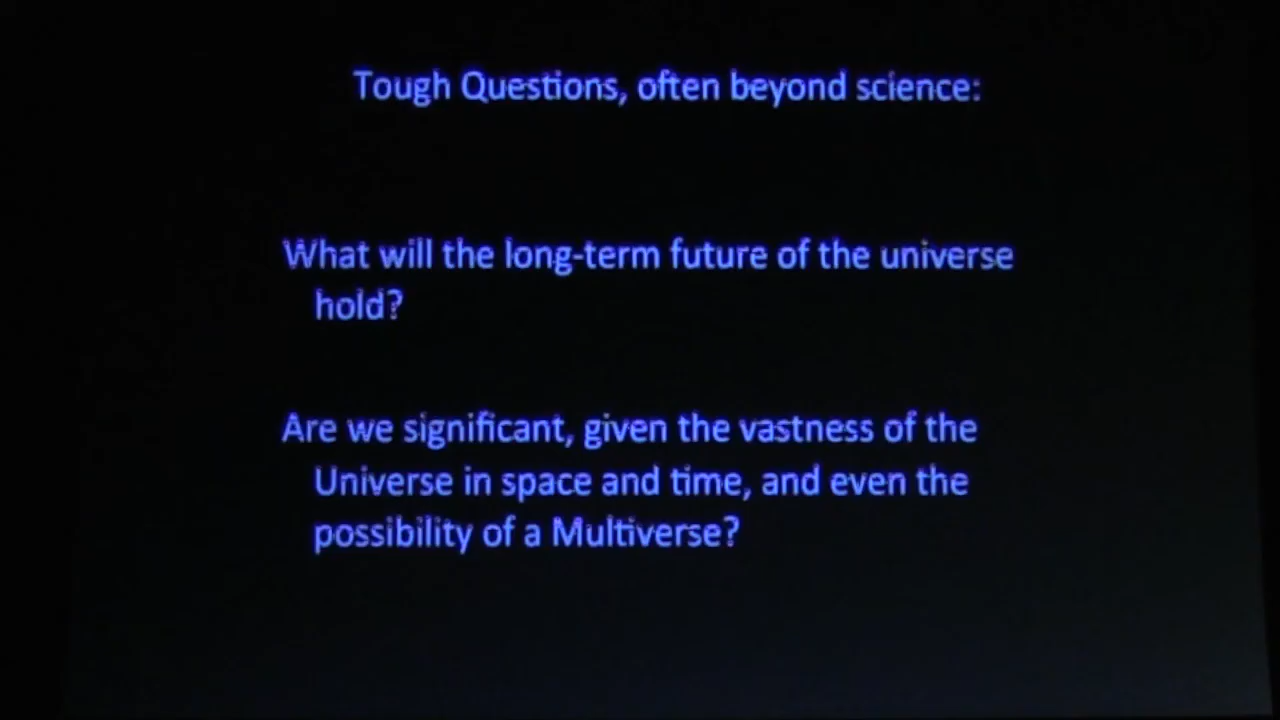 Tough Questions, often beyond science:
What will the long-term future of the universe
hold?
Are we significant, given the vastness of the
Universe in space and time, and even the
possibility of a Multiverse?